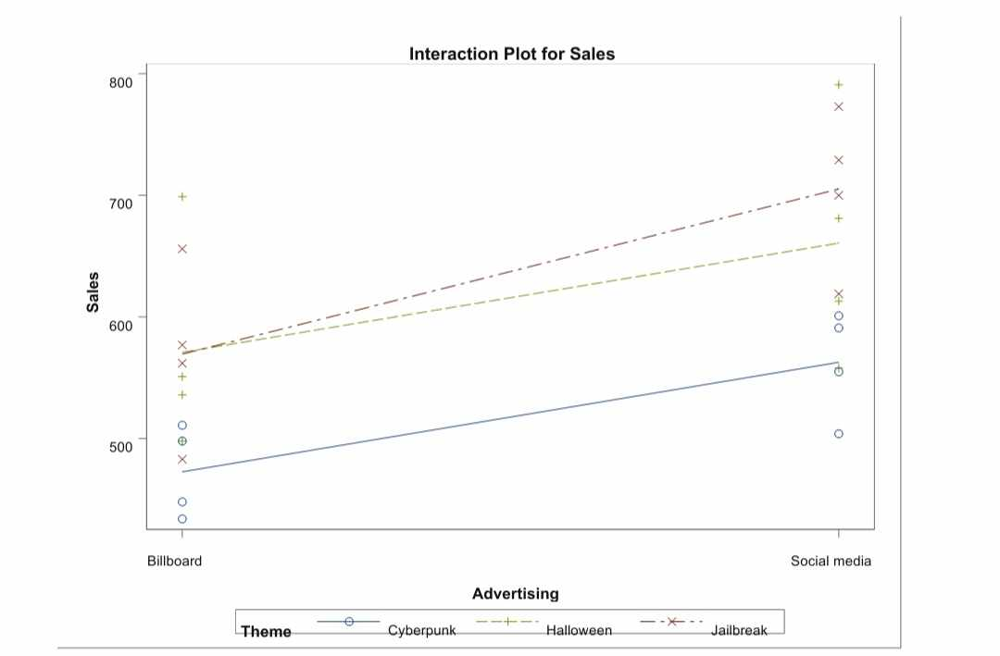 Interaction Plot for Sales
800
700
600
500
Sales
Billboard Social media
Advertising
Theme Cyberpunk Halloween Jailbreak